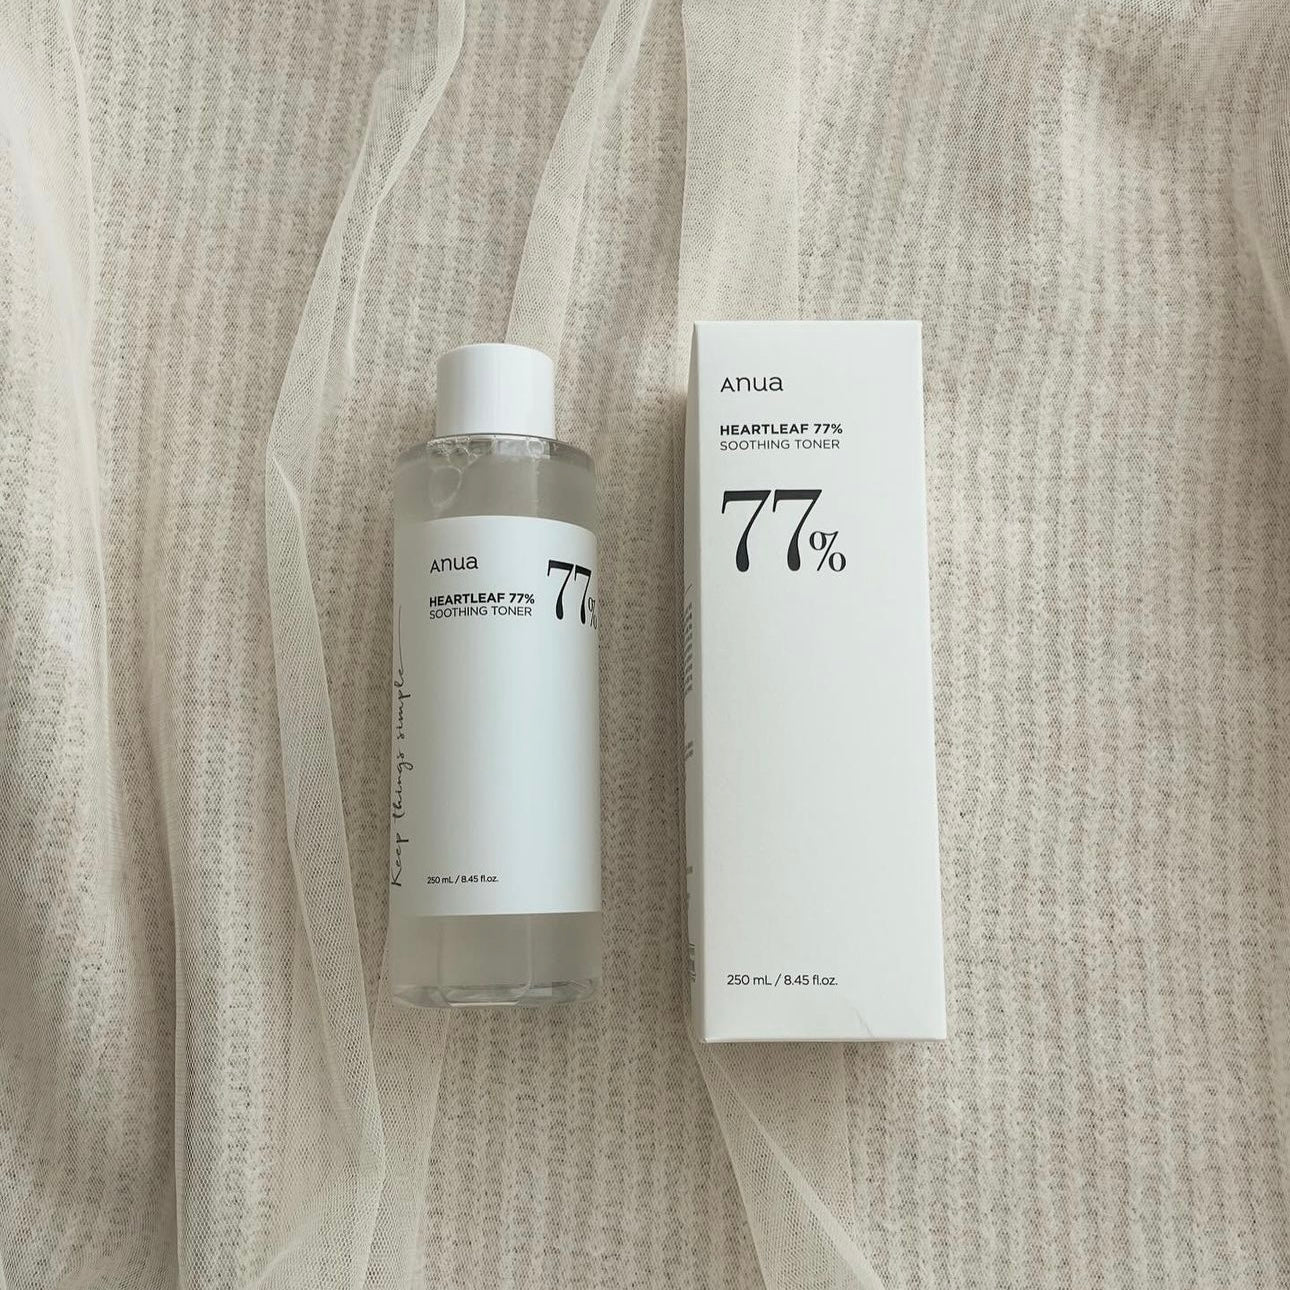 Anua
HEARTLEAF 77%
SOOTHING TONER
77%
Keep things simple
250 mL / 8.45 fl.oz.
Anua
HEARTLEAF 77%
SOOTHING TONER
77%
250 mL / 8.45 fl.oz.